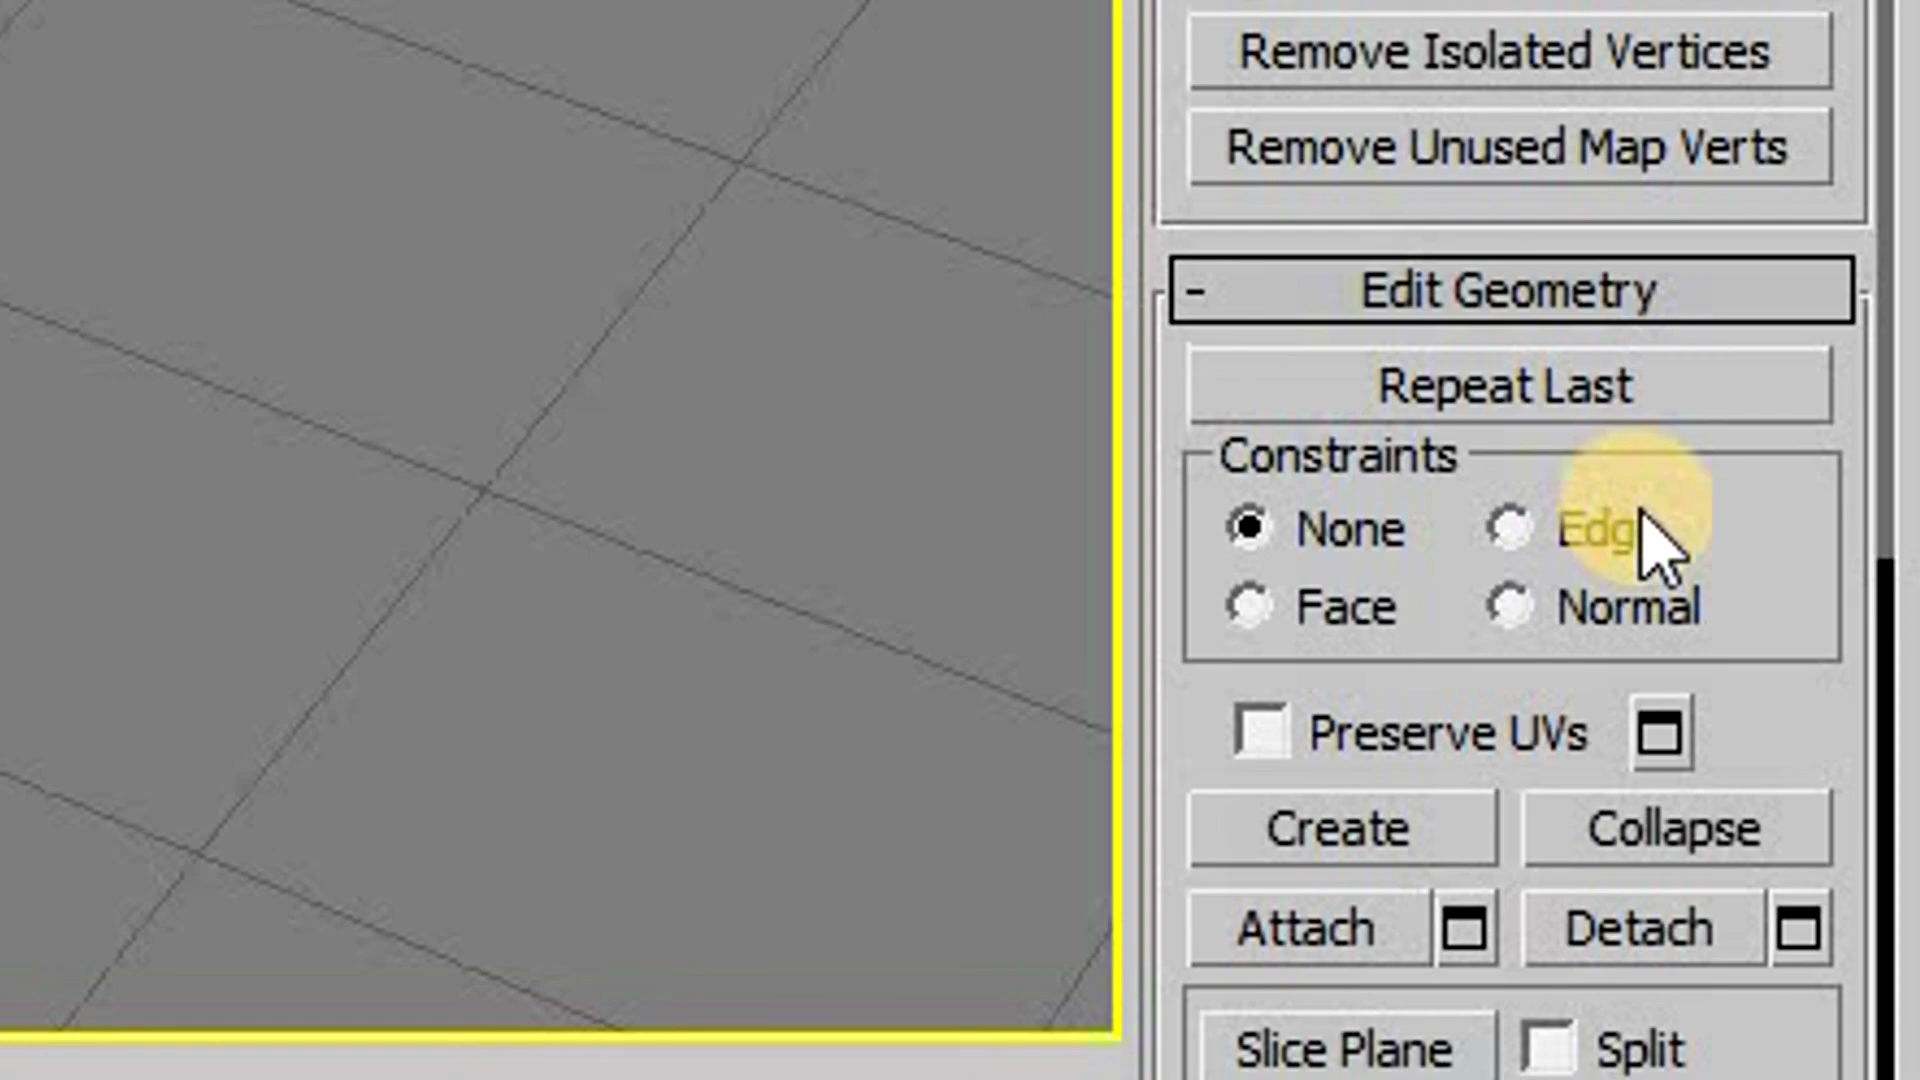 Remove Isolated Vertices
Remove Unused Map Verts
- Edit Geometry
Repeat Last
Constraints
None Edg
Face Normal
Preserve UVs
Create Collapse
Attach Detach
Slice Plane Split